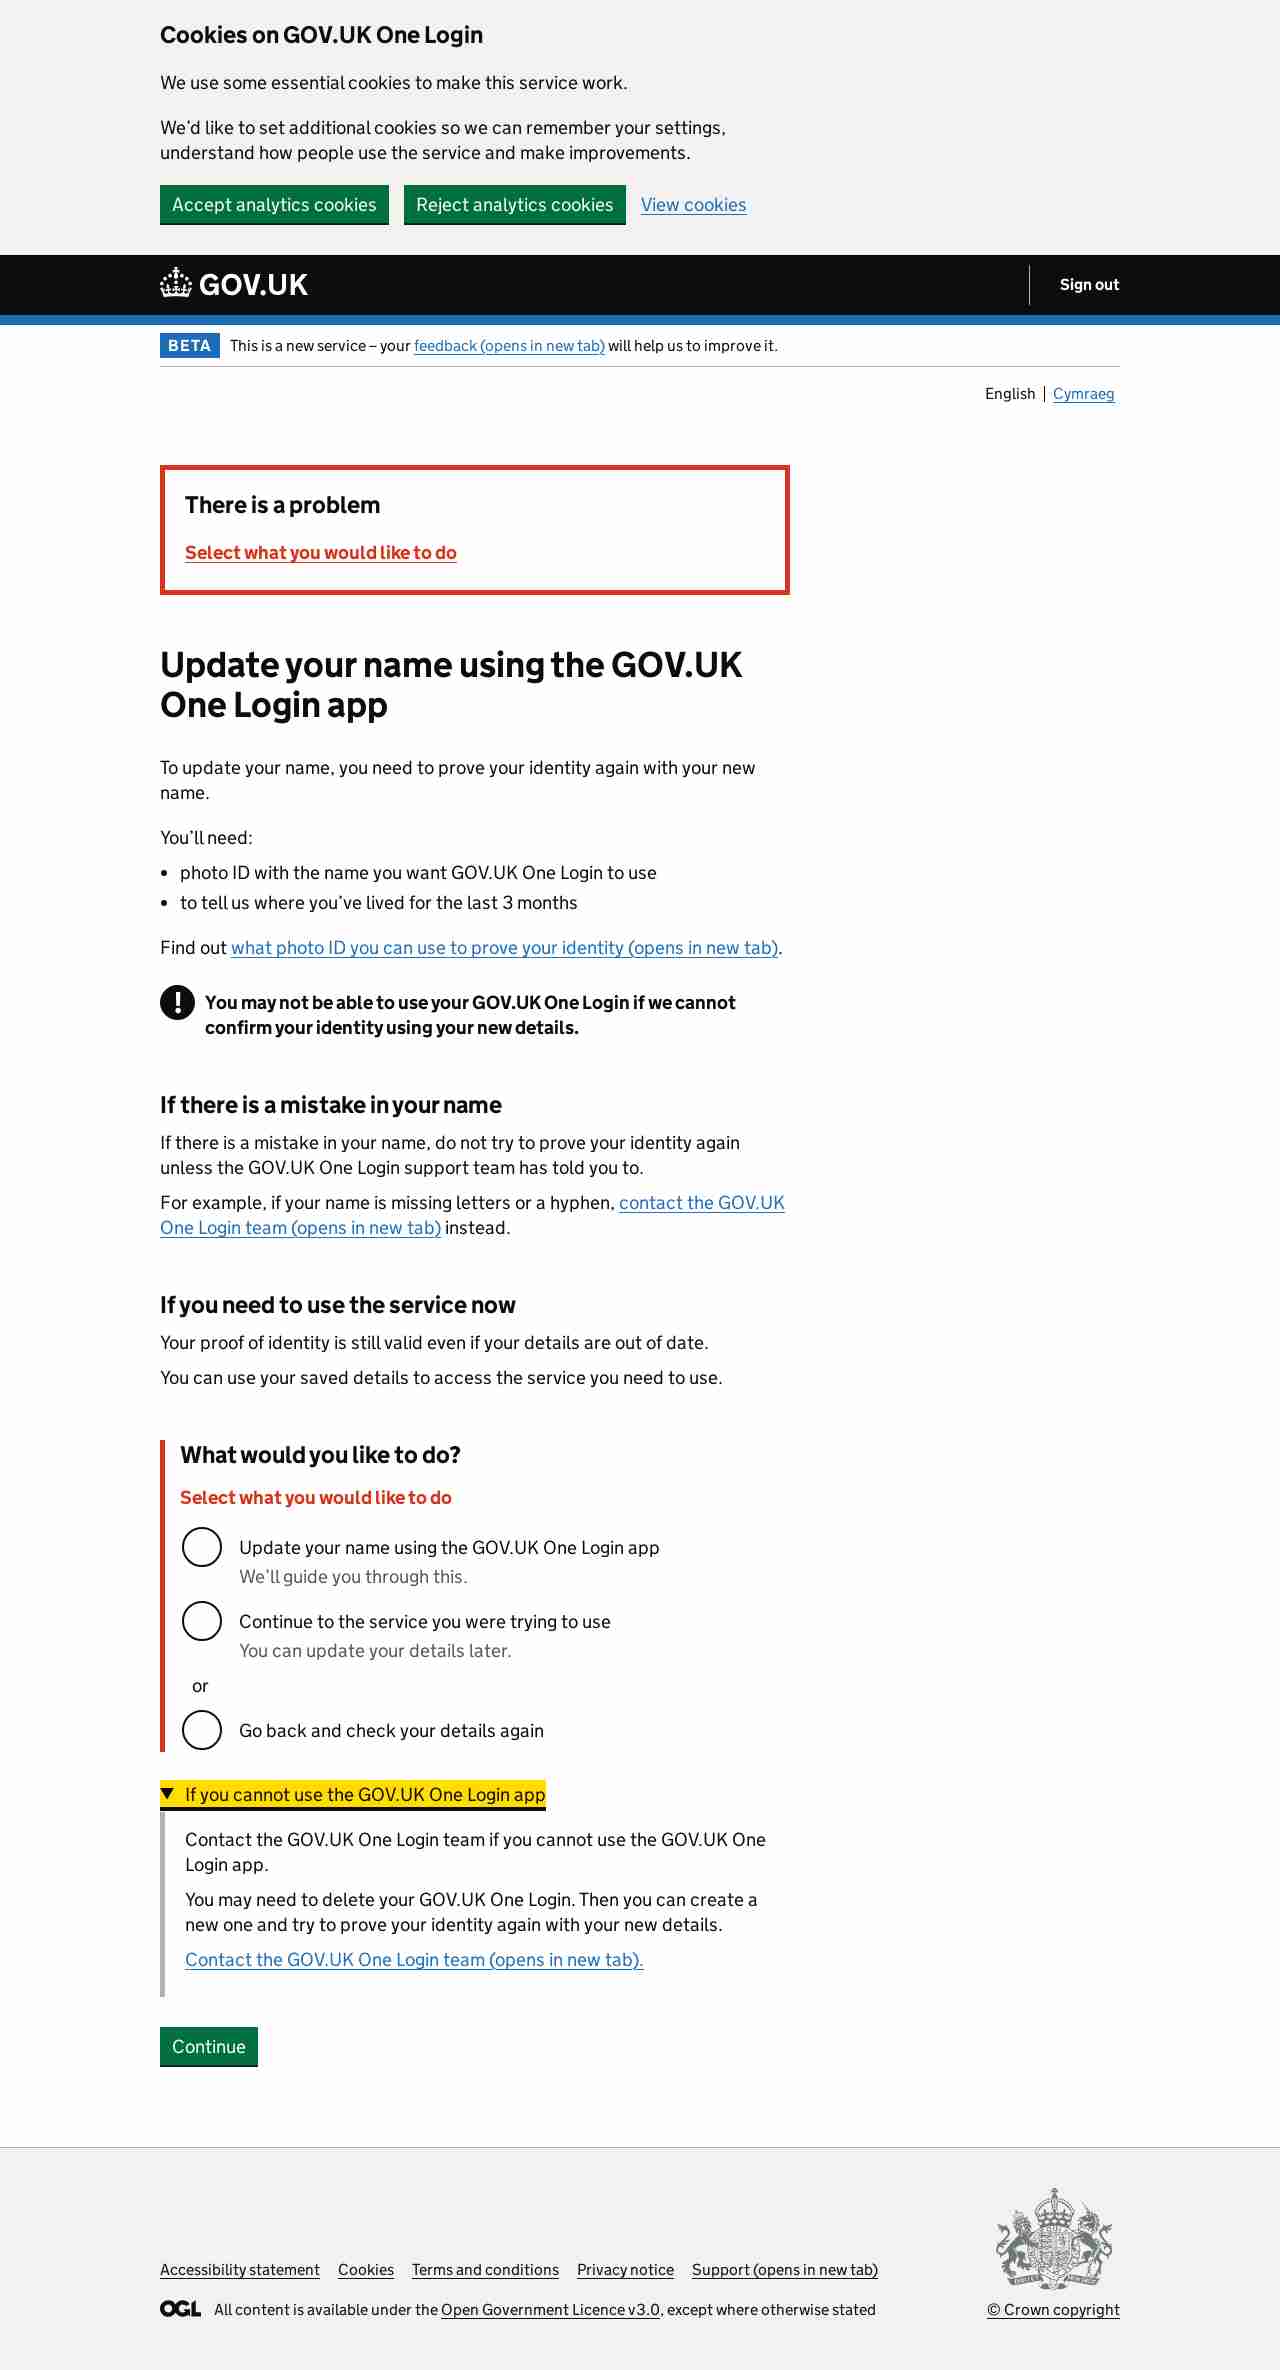 Cookies on GOV.UK One Login
We use some essential cookies to make this service work.
We’d like to set additional cookies so we can remember your settings,
understand how people use the service and make improvements.
Accept analytics cookies Reject analytics cookies View cookies
GOV.UK Sign out
BETA This is a new service – your feedback (opens in new tab) will help us to improve it.
English Cymraeg
There is a problem
Select what you would like to do
Update your name using the GOV.UK
One Login app
To update your name, you need to prove your identity again with your new
name.
You’ll need:
• photo ID with the name you want GOV.UK One Login to use
• to tell us where you’ve lived for the last 3 months
Find out what photo ID you can use to prove your identity (opens in new tab).
! You may not be able to use your GOV.UK One Login if we cannot
confirm your identity using your new details.
If there is a mistake in your name
If there is a mistake in your name, do not try to prove your identity again
unless the GOV.UK One Login support team has told you to.
For example, if your name is missing letters or a hyphen, contact the GOV.UK
One Login team (opens in new tab) instead.
If you need to use the service now
Your proof of identity is still valid even if your details are out of date.
You can use your saved details to access the service you need to use.
What would you like to do?
Select what you would like to do
Update your name using the GOV.UK One Login app
We’ll guide you through this.
Continue to the service you were trying to use
You can update your details later.
or
Go back and check your details again
If you cannot use the GOV.UK One Login app
Contact the GOV.UK One Login team if you cannot use the GOV.UK One
Login app.
You may need to delete your GOV.UK One Login. Then you can create a
new one and try to prove your identity again with your new details.
Contact the GOV.UK One Login team (opens in new tab).
Continue
Accessibility statement Cookies Terms and conditions Privacy notice Support (opens in new tab)
OGL All content is available under the Open Government Licence v3.0, except where otherwise stated
© Crown copyright